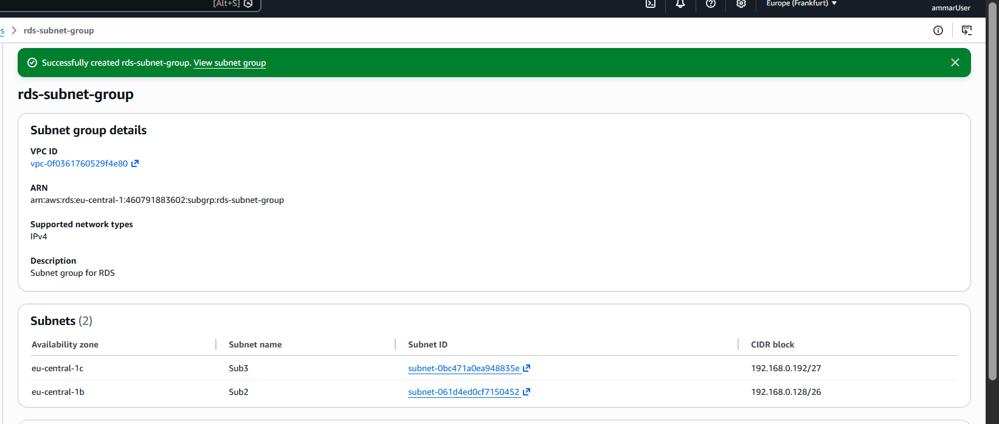 [Alt+S]
Europe (Frankfurt)
ammarUser
s > rds-subnet-group
Successfully created rds-subnet-group. View subnet group
rds-subnet-group
Subnet group details
VPC ID
vpc-0f0361760529f4e80
ARN
arn:aws:rds:eu-central-1:460791883602:subgrp:rds-subnet-group
Supported network types
IPv4
Description
Subnet group for RDS
Subnets (2)
Availability zone Subnet name Subnet ID CIDR block
eu-central-1c Sub3 subnet-0bc471a0ea948835e 192.168.0.192/27
eu-central-1b Sub2 subnet-061d4ed0cf7150452 192.168.0.128/26